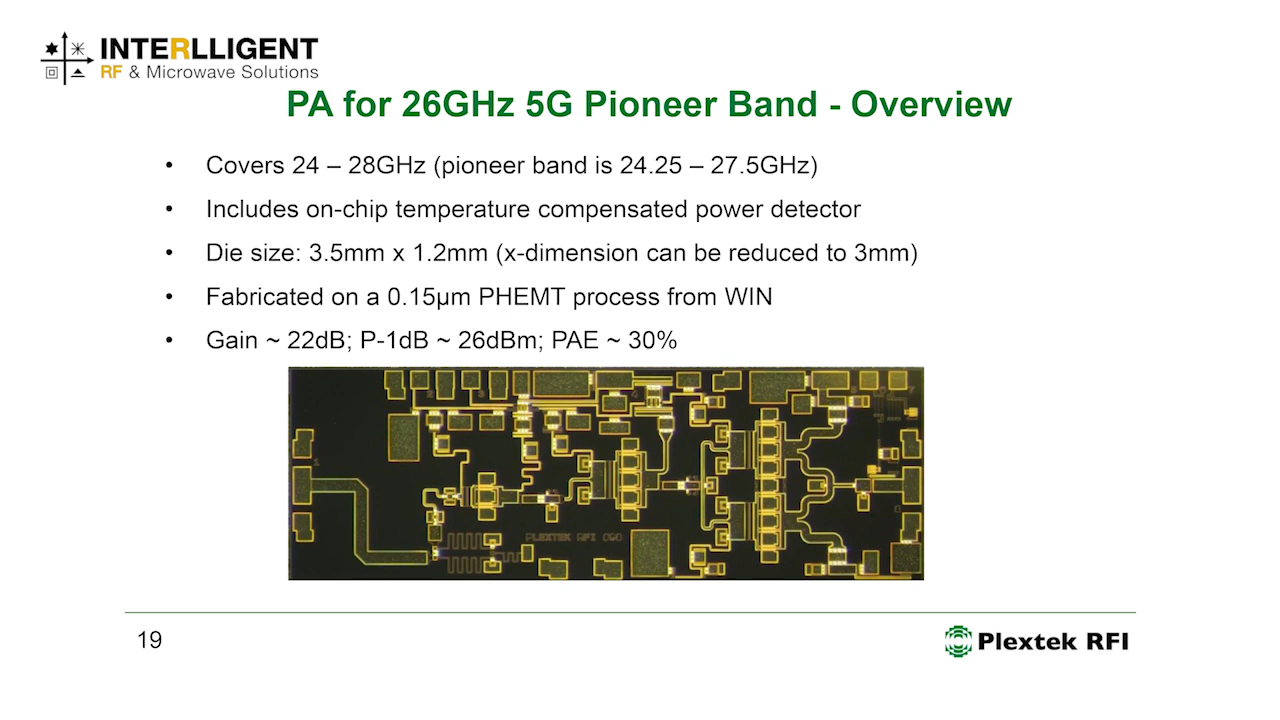 INTERLLIGENT
RF & Microwave Solutions
PA for 26GHz 5G Pioneer Band - Overview
• Covers 24 – 28GHz (pioneer band is 24.25 – 27.5GHz)
• Includes on-chip temperature compensated power detector
• Die size: 3.5mm x 1.2mm (x-dimension can be reduced to 3mm)
• Fabricated on a 0.15µm PHEMT process from WIN
• Gain ~ 22dB; P-1dB ~ 26dBm; PAE ~ 30%
PLEXTEK RFI
19
Plextek RFI